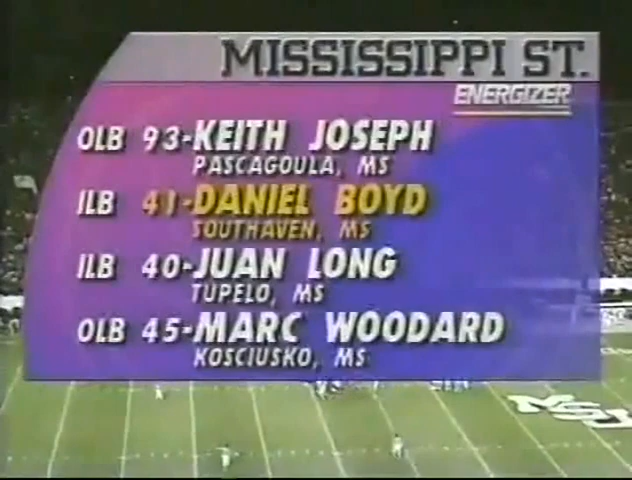 MISSISSIPPI ST.
ENERGIZER
OLB 93-KEITH JOSEPH
PASCAGOULA, MS
ILB 41-DANIEL BOYD
SOUTHAVEN, MS
ILB 40-JUAN LONG
TUPELO, MS
OLB 45-MARC WOODARD
KOSCIUSKO, MS
MSU